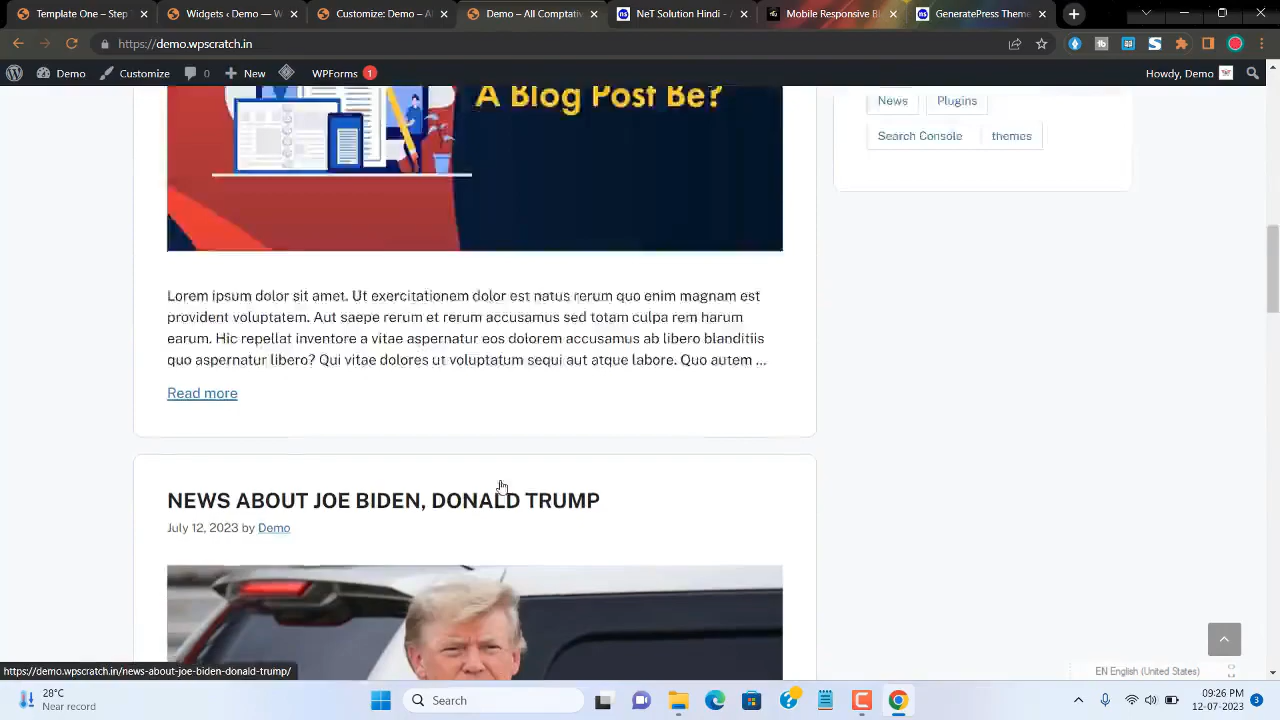 Template One – Step
Widgets ‹ Demo — W
Customize: Demo – A
Demo – All Comptativ
NeT Solution Hindi - A
Mobile Responsive Bl
GeneratePress Theme
https://demo.wpscratch.in
Demo
Customize
0
New
WPForms 1
Howdy, Demo
A Blog Post Be?
News
Plugins
Search Console
themes
Lorem ipsum dolor sit amet. Ut exercitationem dolor est natus rerum quo enim magnam est
provident voluptatem. Aut saepe rerum et rerum accusamus sed totam culpa rem harum
earum. Hic repellat inventore a vitae aspernatur eos dolorem accusamus ab libero blanditiis
quo aspernatur libero? Qui vitae dolores ut voluptatum sequi aut atque labore. Quo autem ...
Read more
NEWS ABOUT JOE BIDEN, DONALD TRUMP
July 12, 2023 by Demo
https://demo.wpscratch.in/news-about-joe-biden-donald-trump/
EN English (United States)
28°C
Near record
Search
09:26 PM
12-07-2023
3